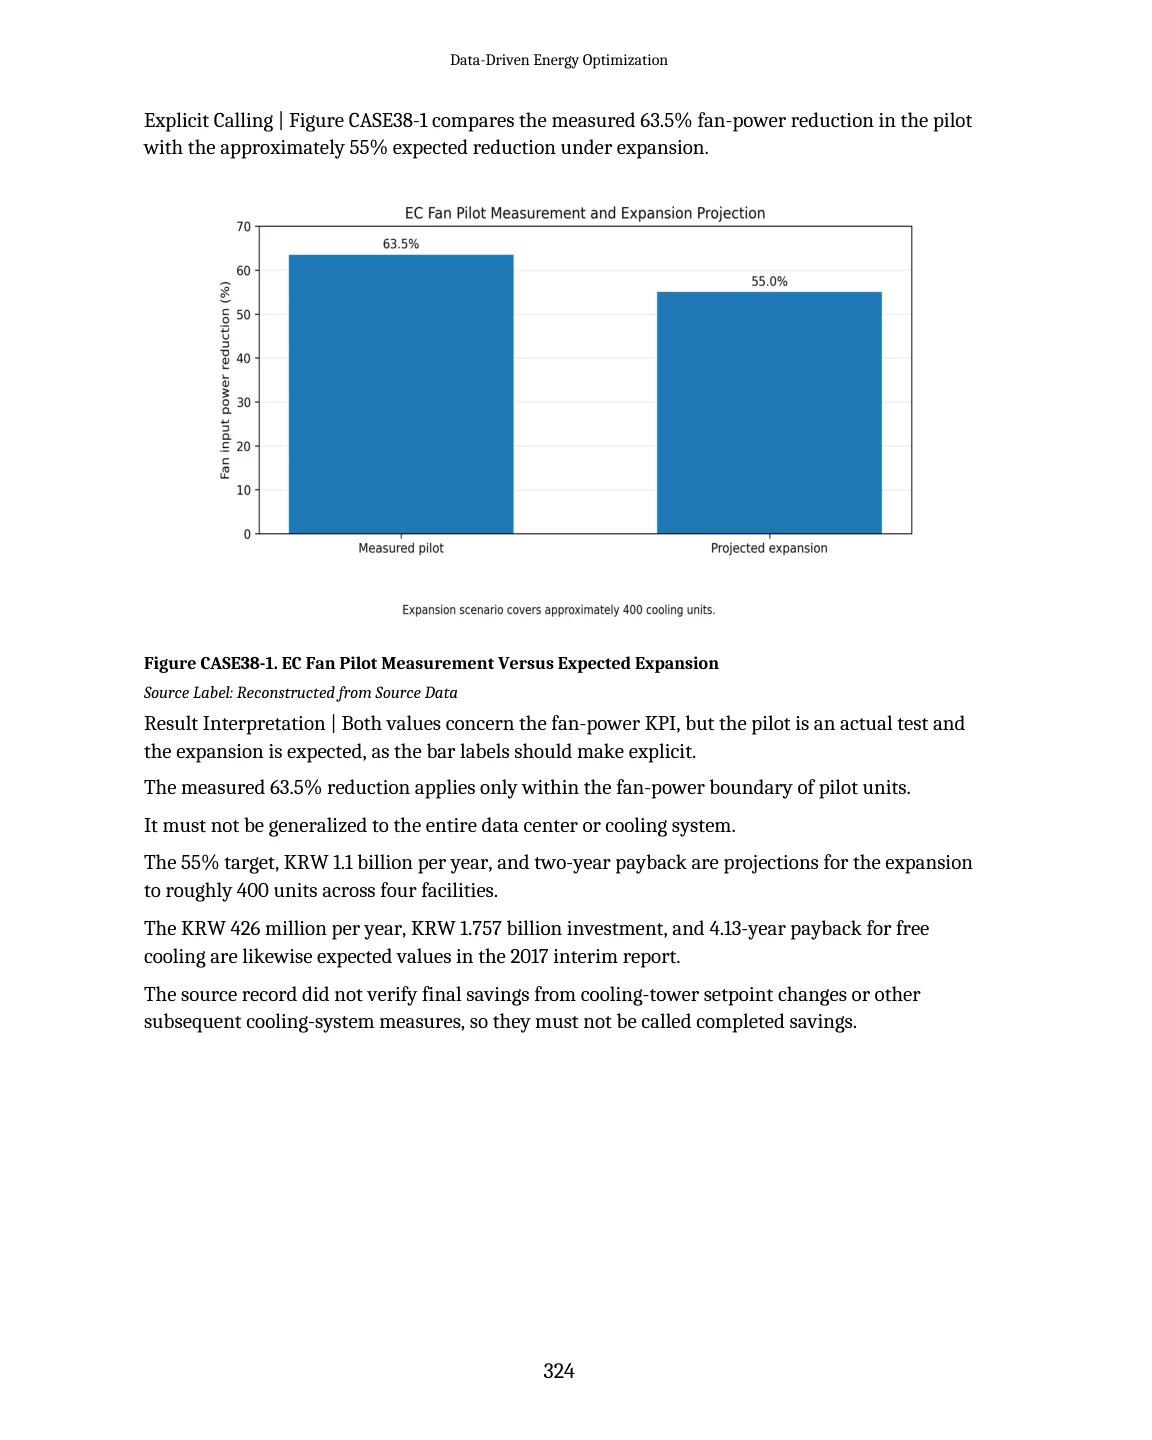 Data-Driven Energy Optimization
Explicit Calling | Figure CASE38-1 compares the measured 63.5% fan-power reduction in the pilot
with the approximately 55% expected reduction under expansion.
EC Fan Pilot Measurement and Expansion Projection
Fan input power reduction (%)
70
60
50
40
30
20
10
0
63.5%
55.0%
Measured pilot
Projected expansion
Expansion scenario covers approximately 400 cooling units.
Figure CASE38-1. EC Fan Pilot Measurement Versus Expected Expansion
Source Label: Reconstructed from Source Data
Result Interpretation | Both values concern the fan-power KPI, but the pilot is an actual test and
the expansion is expected, as the bar labels should make explicit.
The measured 63.5% reduction applies only within the fan-power boundary of pilot units.
It must not be generalized to the entire data center or cooling system.
The 55% target, KRW 1.1 billion per year, and two-year payback are projections for the expansion
to roughly 400 units across four facilities.
The KRW 426 million per year, KRW 1.757 billion investment, and 4.13-year payback for free
cooling are likewise expected values in the 2017 interim report.
The source record did not verify final savings from cooling-tower setpoint changes or other
subsequent cooling-system measures, so they must not be called completed savings.
324